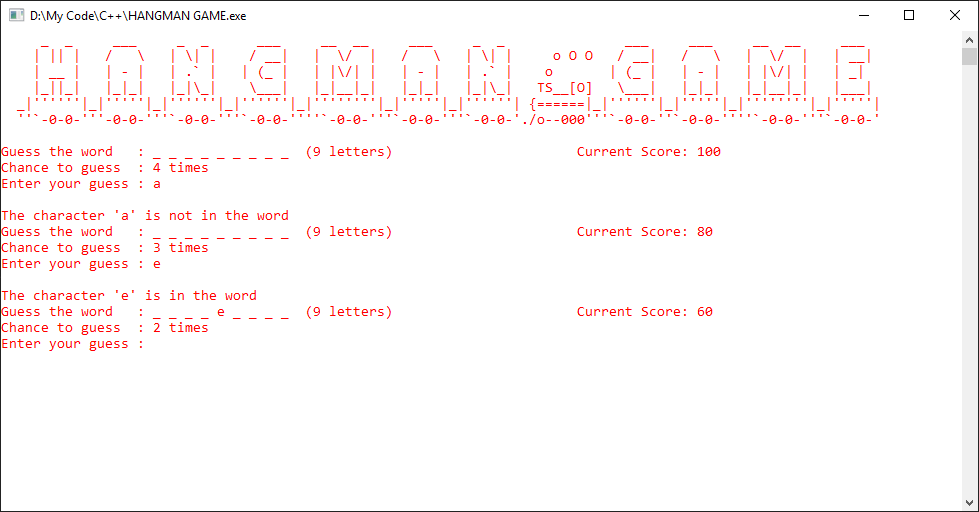 D:\My Code\C++\HANGMAN GAME.exe
HANGMAN GAME
Guess the word   : _ _ _ _ _ _ _ _ _  (9 letters)                       Current Score: 100
Chance to guess  : 4 times
Enter your guess : a
The character 'a' is not in the word
Guess the word   : _ _ _ _ _ _ _ _ _  (9 letters)                       Current Score: 80
Chance to guess  : 3 times
Enter your guess : e
The character 'e' is in the word
Guess the word   : _ _ _ _ e _ _ _ _  (9 letters)                       Current Score: 60
Chance to guess  : 2 times
Enter your guess :